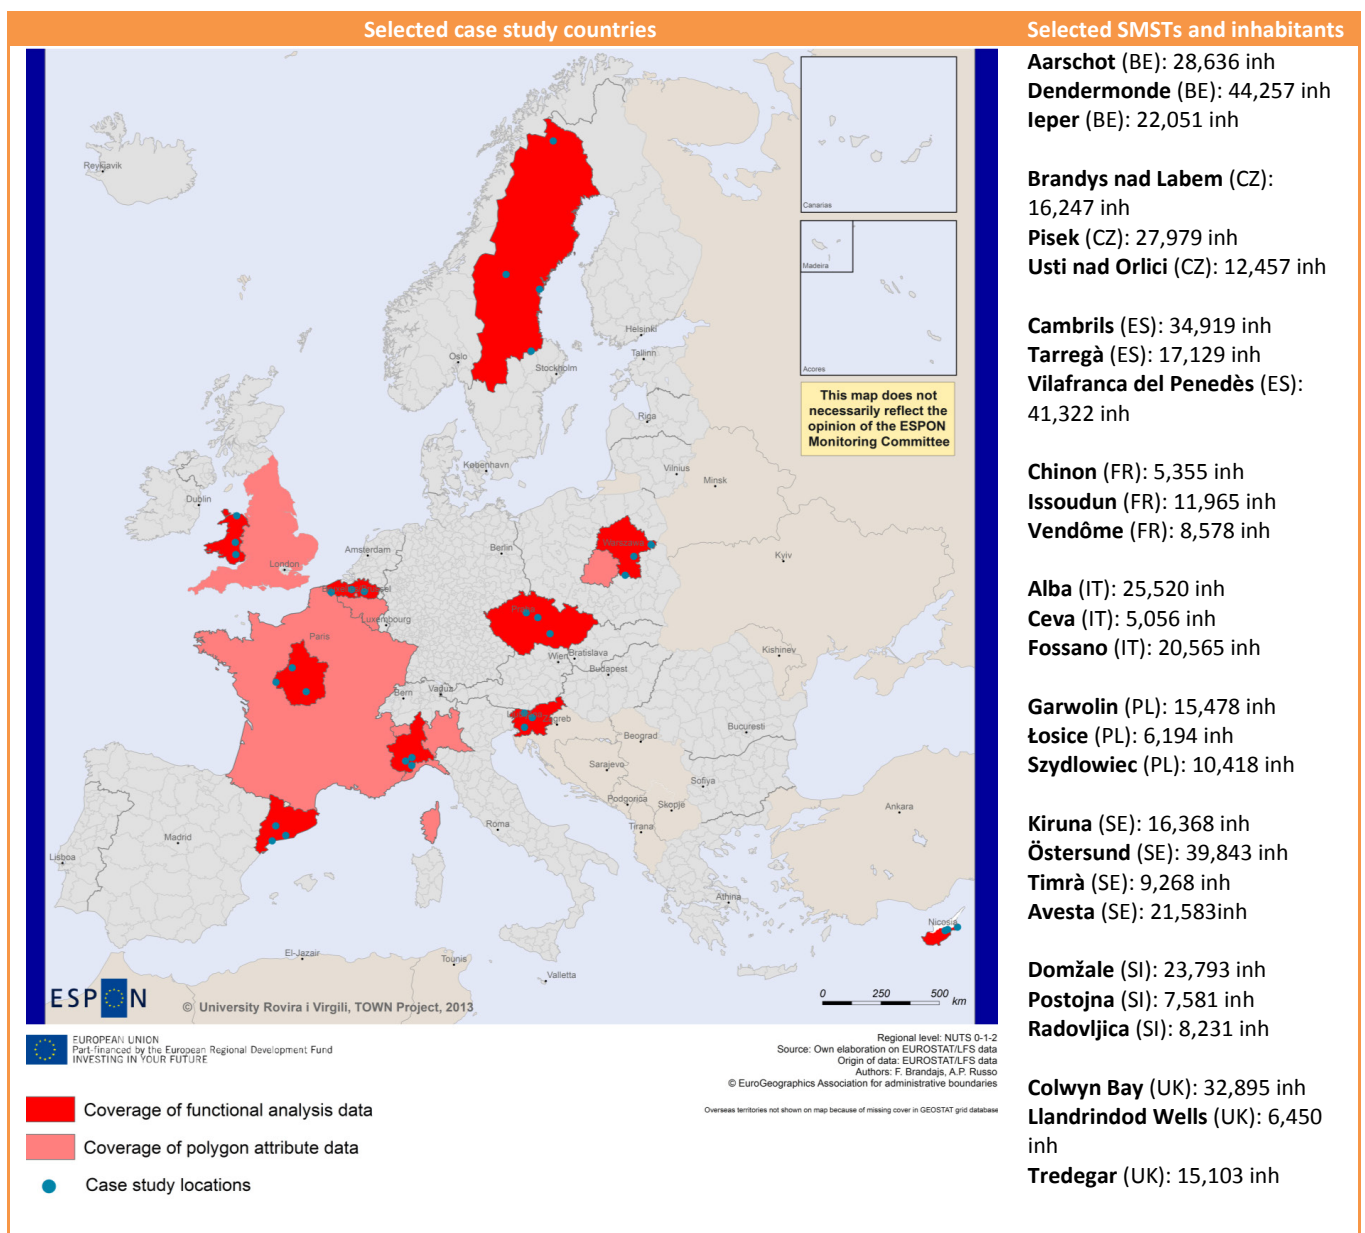 Selected case study countries
Selected SMSTs and inhabitants
Reykjavik
Oslo
Helsinki
Tallinn
Stockholm
Riga
København
Vilnius
Minsk
Dublin
London
Amsterdam
Berlin
Warszawa
Kyiv
Luxembourg
Paris
Wien
Bratislava
Budapest
Kishinev
Bern
Vaduz
Zagreb
Beograd
Bucuresti
Sarajevo
Sofiya
Podgorica
Skopje
Tirana
Roma
Madrid
Lisboa
Ankara
Athina
Nicosia
El-Jazair
Tounis
Valletta
Canarias
Madeira
Acores
This map does not
necessarily reflect the
opinion of the ESPON
Monitoring Committee
ESPON
© University Rovira i Virgili, TOWN Project, 2013
0 250 500 km
EUROPEAN UNION
Part-financed by the European Regional Development Fund
INVESTING IN YOUR FUTURE
Regional level: NUTS 0-1-2
Source: Own elaboration on EUROSTAT/LFS data
Origin of data: EUROSTAT/LFS data
Authors: F. Brandajs, A.P. Russo
© EuroGeographics Association for administrative boundaries
Overseas territories not shown on map because of missing cover in GEOSTAT grid database
Coverage of functional analysis data
Coverage of polygon attribute data
Case study locations
Aarschot (BE): 28,636 inh
Dendermonde (BE): 44,257 inh
Ieper (BE): 22,051 inh
Brandys nad Labem (CZ):
16,247 inh
Pisek (CZ): 27,979 inh
Usti nad Orlici (CZ): 12,457 inh
Cambrils (ES): 34,919 inh
Tarregà (ES): 17,129 inh
Vilafranca del Penedès (ES):
41,322 inh
Chinon (FR): 5,355 inh
Issoudun (FR): 11,965 inh
Vendôme (FR): 8,578 inh
Alba (IT): 25,520 inh
Ceva (IT): 5,056 inh
Fossano (IT): 20,565 inh
Garwolin (PL): 15,478 inh
Łosice (PL): 6,194 inh
Szydlowiec (PL): 10,418 inh
Kiruna (SE): 16,368 inh
Östersund (SE): 39,843 inh
Timrà (SE): 9,268 inh
Avesta (SE): 21,583inh
Domžale (SI): 23,793 inh
Postojna (SI): 7,581 inh
Radovljica (SI): 8,231 inh
Colwyn Bay (UK): 32,895 inh
Llandrindod Wells (UK): 6,450
inh
Tredegar (UK): 15,103 inh